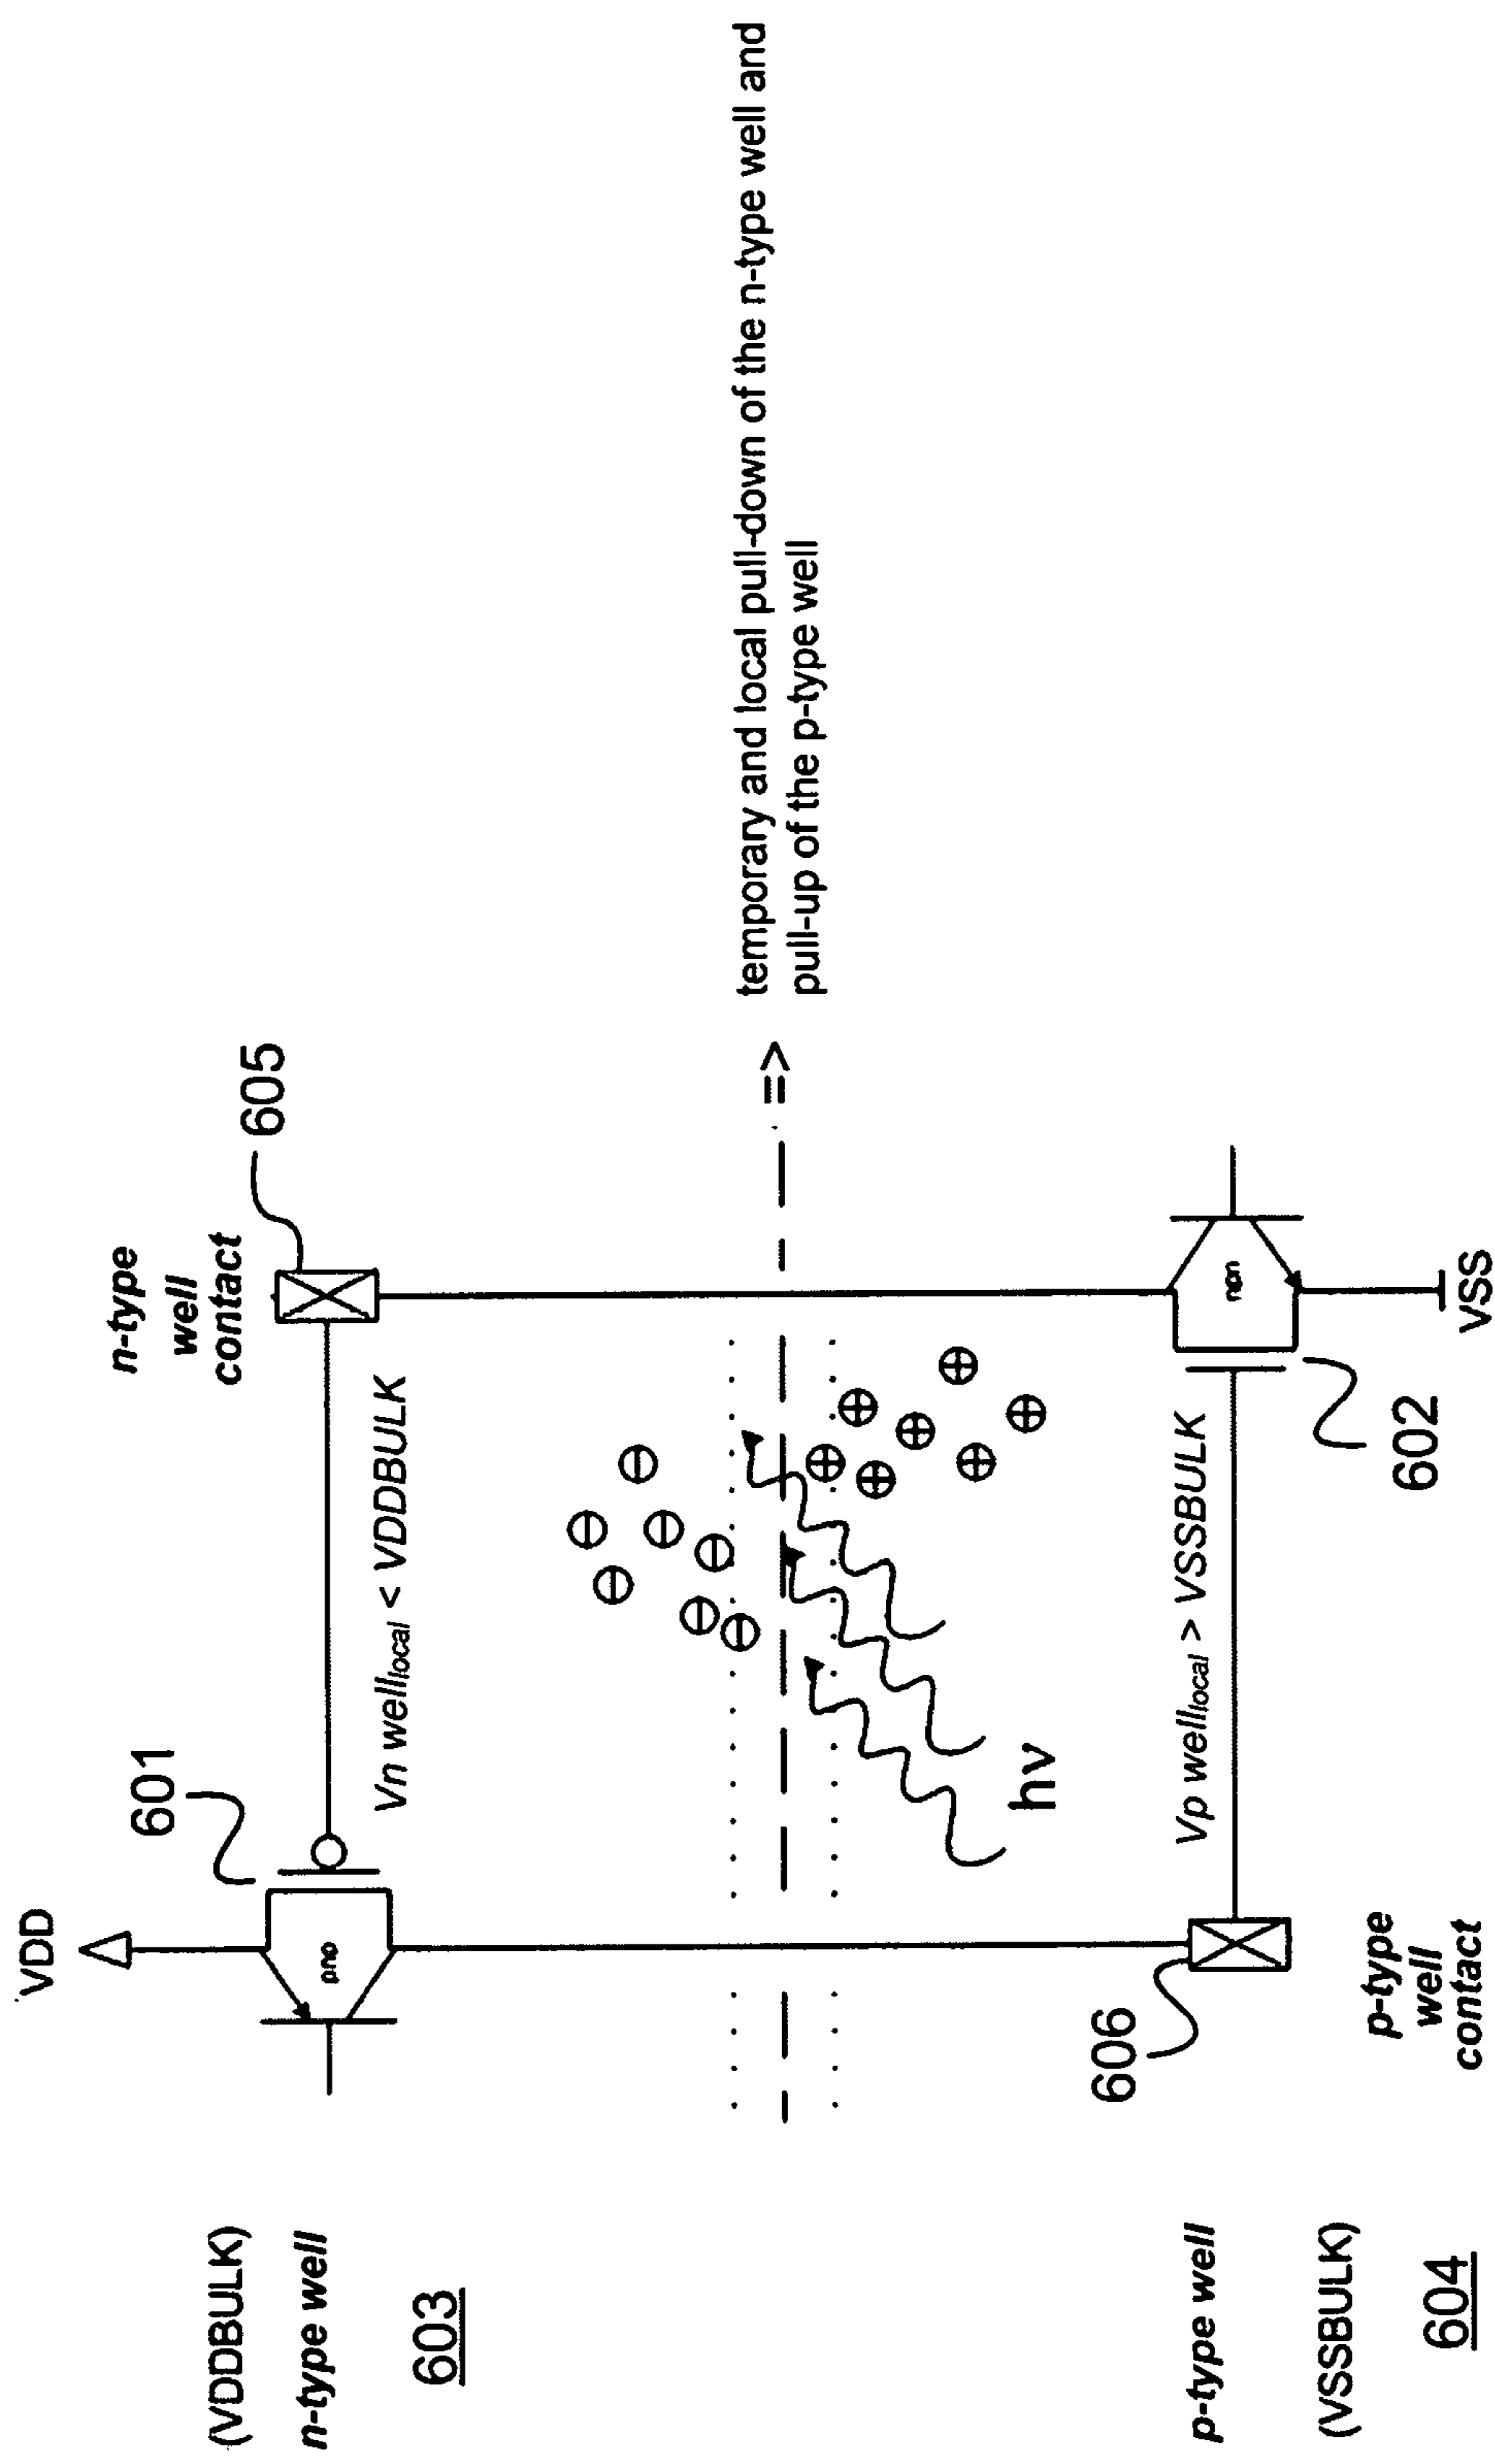 VDD
601
n-type
well
contact
605
(VDDBULK)
n-type well
603
pnp
Vn well_local < VDDBULK
=> temporary and local pull-down of the n-type well and
pull-up of the p-type well
hν
606
Vp well_local > VSSBULK
npn
p-type well
(VSSBULK)
604
p-type
well
contact
602
VSS